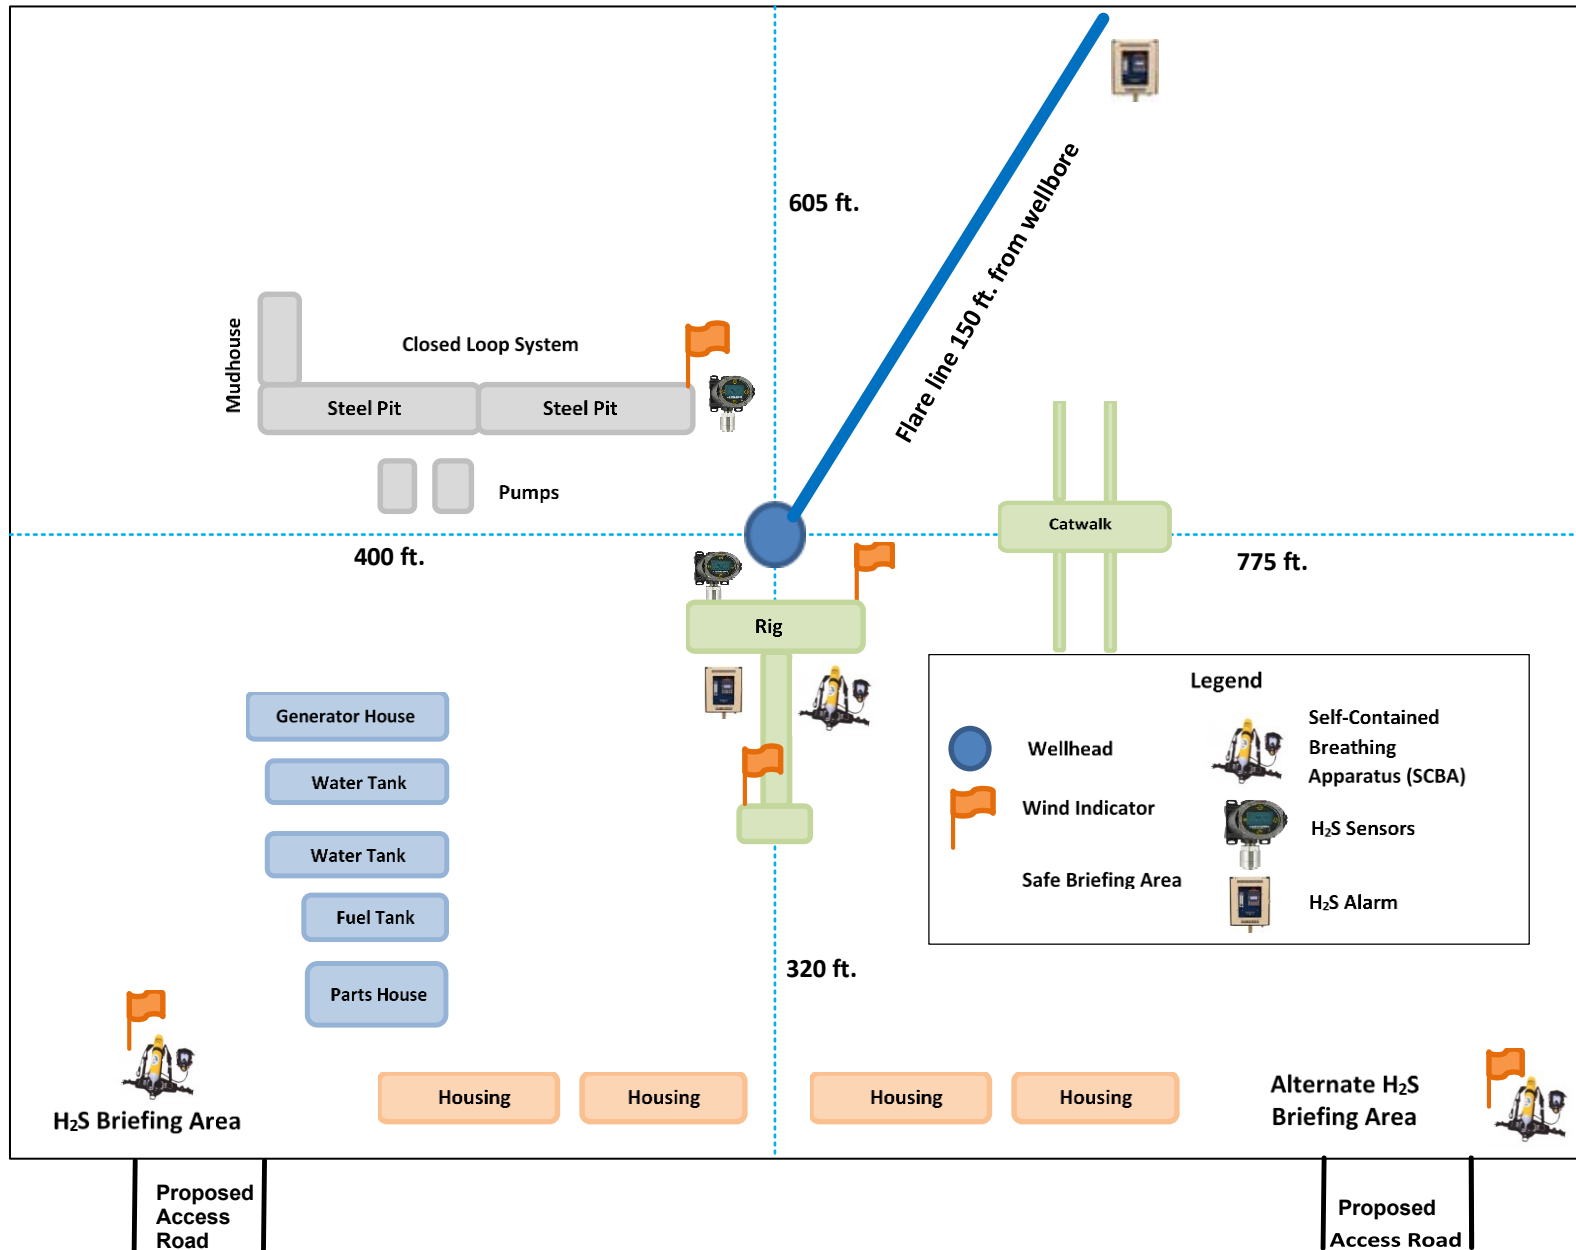 605 ft.
Flare line 150 ft. from wellbore
Mudhouse
Closed Loop System
Steel Pit
Steel Pit
Pumps
Catwalk
400 ft.
775 ft.
Rig
Legend
Wellhead
Wind Indicator
Safe Briefing Area
Self-Contained
Breathing
Apparatus (SCBA)
H₂S Sensors
H₂S Alarm
Generator House
Water Tank
Water Tank
Fuel Tank
Parts House
320 ft.
H₂S Briefing Area
Housing
Housing
Housing
Housing
Alternate H₂S
Briefing Area
Proposed
Access
Road
Proposed
Access Road